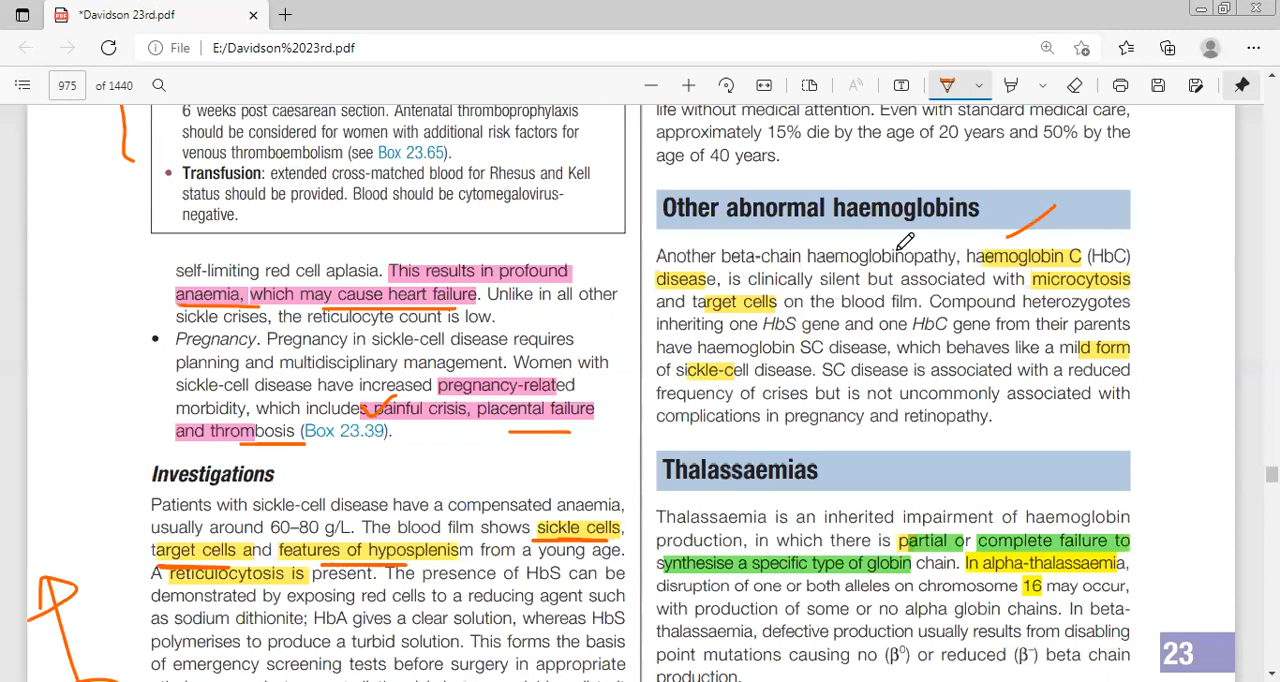 *Davidson 23rd.pdf
File E:/Davidson%2023rd.pdf
975 of 1440
6 weeks post caesarean section. Antenatal thromboprophylaxis
should be considered for women with additional risk factors for
venous thromboembolism (see Box 23.65).
• Transfusion: extended cross-matched blood for Rhesus and Kell
status should be provided. Blood should be cytomegalovirus-
negative.
self-limiting red cell aplasia. This results in profound
anaemia, which may cause heart failure. Unlike in all other
sickle crises, the reticulocyte count is low.
• Pregnancy. Pregnancy in sickle-cell disease requires
planning and multidisciplinary management. Women with
sickle-cell disease have increased pregnancy-related
morbidity, which includes painful crisis, placental failure
and thrombosis (Box 23.39).
Investigations
Patients with sickle-cell disease have a compensated anaemia,
usually around 60–80 g/L. The blood film shows sickle cells,
target cells and features of hyposplenism from a young age.
A reticulocytosis is present. The presence of HbS can be
demonstrated by exposing red cells to a reducing agent such
as sodium dithionite; HbA gives a clear solution, whereas HbS
polymerises to produce a turbid solution. This forms the basis
of emergency screening tests before surgery in appropriate
life without medical attention. Even with standard medical care,
approximately 15% die by the age of 20 years and 50% by the
age of 40 years.
Other abnormal haemoglobins
Another beta-chain haemoglobinopathy, haemoglobin C (HbC)
disease, is clinically silent but associated with microcytosis
and target cells on the blood film. Compound heterozygotes
inheriting one HbS gene and one HbC gene from their parents
have haemoglobin SC disease, which behaves like a mild form
of sickle-cell disease. SC disease is associated with a reduced
frequency of crises but is not uncommonly associated with
complications in pregnancy and retinopathy.
Thalassaemias
Thalassaemia is an inherited impairment of haemoglobin
production, in which there is partial or complete failure to
synthesise a specific type of globin chain. In alpha-thalassaemia,
disruption of one or both alleles on chromosome 16 may occur,
with production of some or no alpha globin chains. In beta-
thalassaemia, defective production usually results from disabling
point mutations causing no (β⁰) or reduced (β⁻) beta chain
production.
23